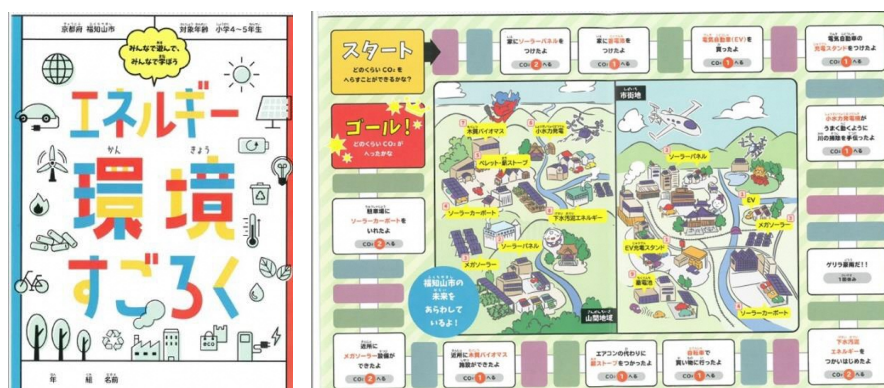 京都府 福知山市
対象年齢 小学4〜5年生
みんなで遊んで、
みんなで学ぼう
エネルギー
かん きょう
環境
すごろく
ECO
年 組 名前
スタート
どのくらい CO₂ を
へらすことができるかな?
ゴール!
どのくらい CO₂ が
へったかな
家にソーラーパネルを
つけたよ
CO₂ 2 へる
家に蓄電池を
つけたよ
CO₂ 1 へる
電気自動車(EV)を
買ったよ
CO₂ 1 へる
電気自動車の
充電スタンドをつけたよ
CO₂ 1 へる
小水力発電機が
うまく動くように
川の掃除を手伝ったよ
CO₂ 1 へる
ゲリラ豪雨だ!!
1回休み
下水汚泥
エネルギーを
つかいはじめたよ
CO₂ 2 へる
自転車で
買い物に行ったよ
CO₂ 1 へる
エアコンの代わりに
薪ストーブをつかったよ
CO₂ 1 へる
近所に木質バイオマス
施設ができたよ
CO₂ 1 へる
近所に
メガソーラー設備が
できたよ
CO₂ 2 へる
駐車場に
ソーラーカーポートを
いれたよ
CO₂ 2 へる
木質バイオマス
小水力発電
ペレット・薪ストーブ
ソーラーカーポート
下水汚泥エネルギー
ソーラーパネル
メガソーラー
山間地域
福知山市の
未来を
あらわして
いるよ!
市街地
ソーラーパネル
EV
メガソーラー
EV充電スタンド
蓄電池
ソーラーカーポート